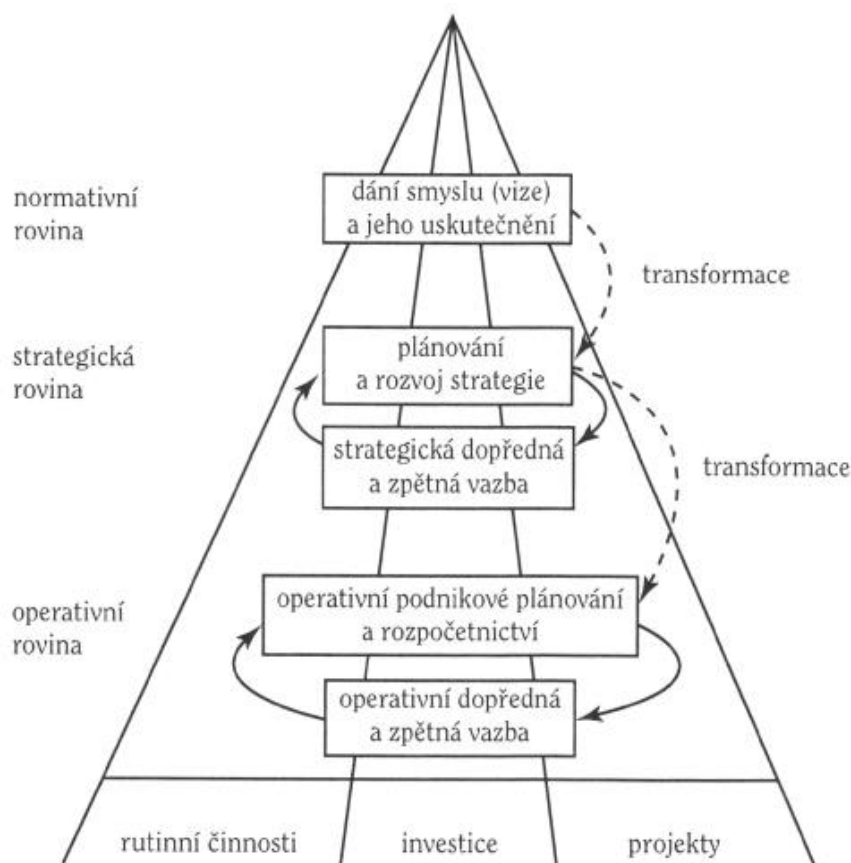 normativní
rovina
dání smyslu (vize)
a jeho uskutečnění
transformace
strategická
rovina
plánování
a rozvoj strategie
strategická dopředná
a zpětná vazba
transformace
operativní
rovina
operativní podnikové plánování
a rozpočetnictví
operativní dopředná
a zpětná vazba
rutinní činnosti
investice
projekty